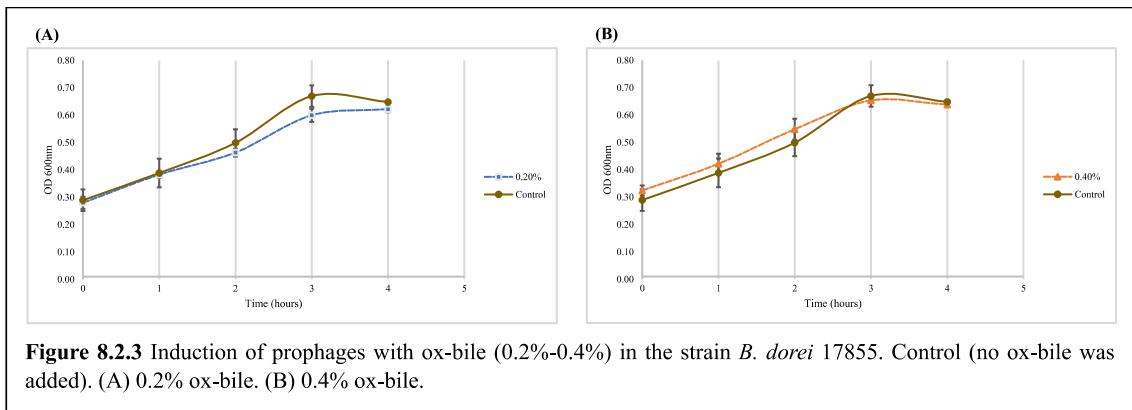 (A)
0.80
0.70
0.60
0.50
0.40
0.30
0.20
0.10
0.00
OD 600nm
0 1 2 3 4 5
Time (hours)
0.20%
Control
(B)
0.80
0.70
0.60
0.50
0.40
0.30
0.20
0.10
0.00
OD 600nm
0 1 2 3 4 5
Time (hours)
0.40%
Control
Figure 8.2.3 Induction of prophages with ox-bile (0.2%-0.4%) in the strain B. dorei 17855. Control (no ox-bile was
added). (A) 0.2% ox-bile. (B) 0.4% ox-bile.